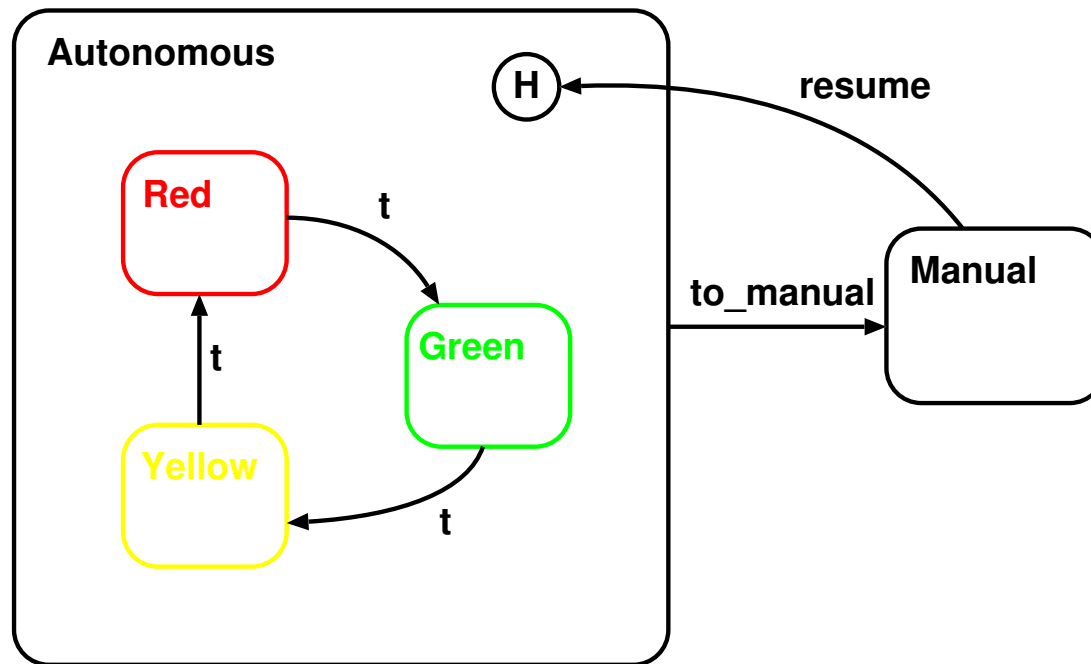 Autonomous
H
resume
Red
t
Manual
to_manual
Green
t
Yellow
t